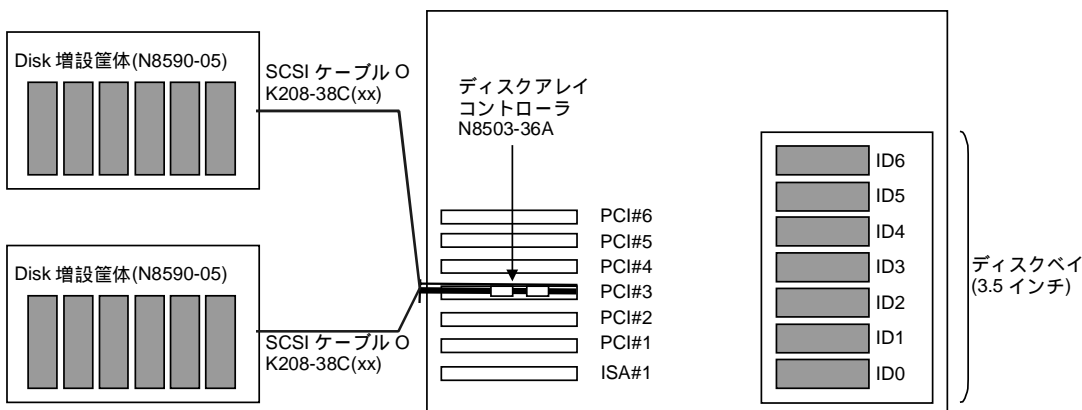 Disk 増設筐体(N8590-05)
SCSI ケーブル O
K208-38C(xx)
ディスクアレイ
コントローラ
N8503-36A
ID6
ID5
ID4
ID3
ID2
ID1
ID0
PCI#6
PCI#5
PCI#4
PCI#3
PCI#2
PCI#1
ISA#1
ディスクベイ
(3.5 インチ)
Disk 増設筐体(N8590-05)
SCSI ケーブル O
K208-38C(xx)